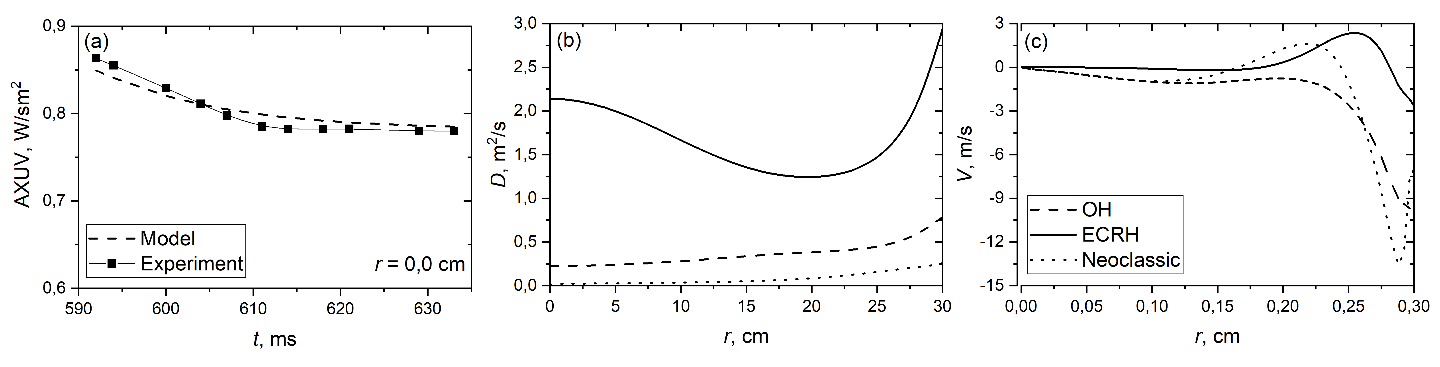 (a)
0,9
0,8
0,7
0,6
AXUV, W/sm²
Model
Experiment
r = 0,0 cm
590 600 610 620 630
t, ms
(b)
3,0
2,5
2,0
1,5
1,0
0,5
0,0
D, m²/s
0 5 10 15 20 25 30
r, cm
(c)
3
0
-3
-6
-9
-12
-15
V, m/s
OH
ECRH
Neoclassic
0,00 0,05 0,10 0,15 0,20 0,25 0,30
r, cm